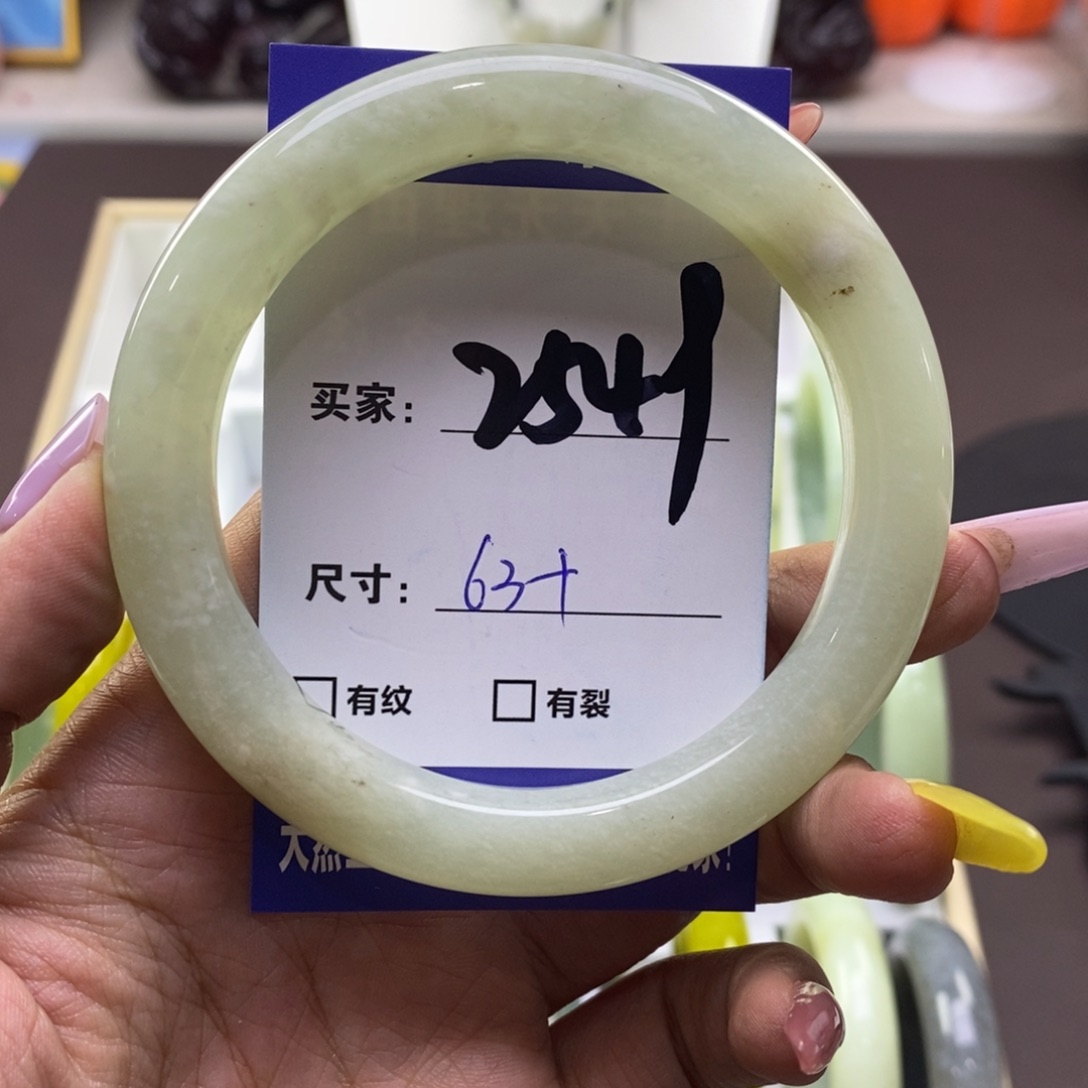 买家： 2541
尺寸： 63+
□有纹 □有裂